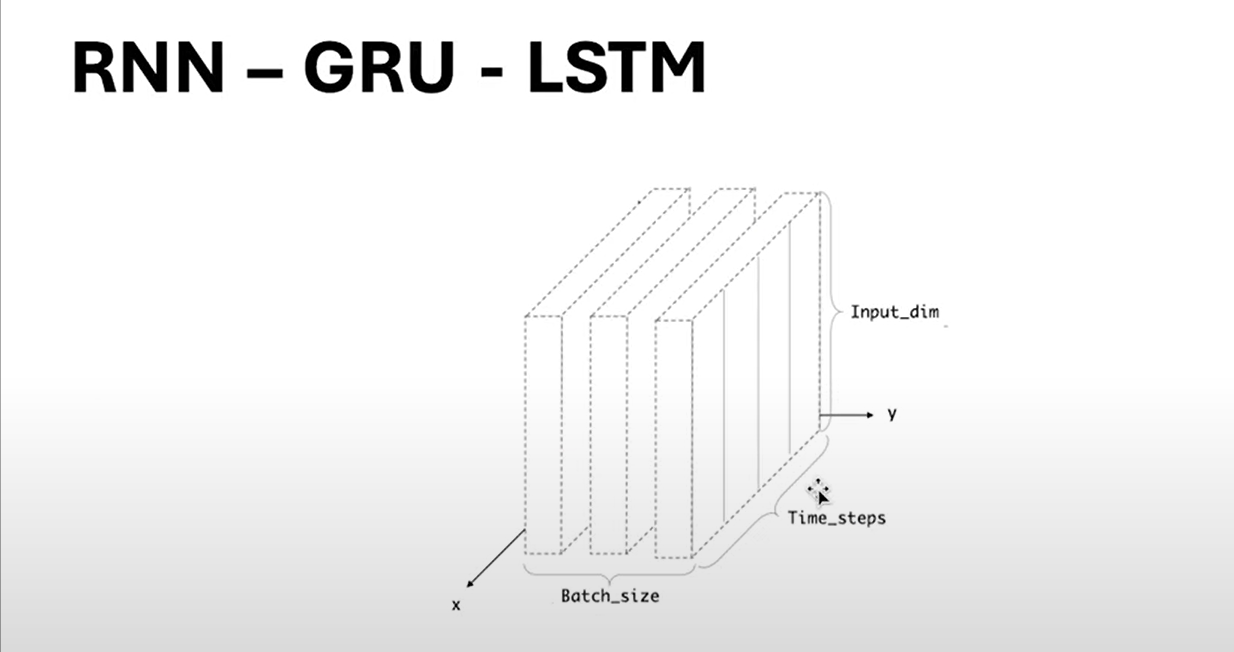 RNN – GRU - LSTM
Input_dim
y
Time_steps
Batch_size
x